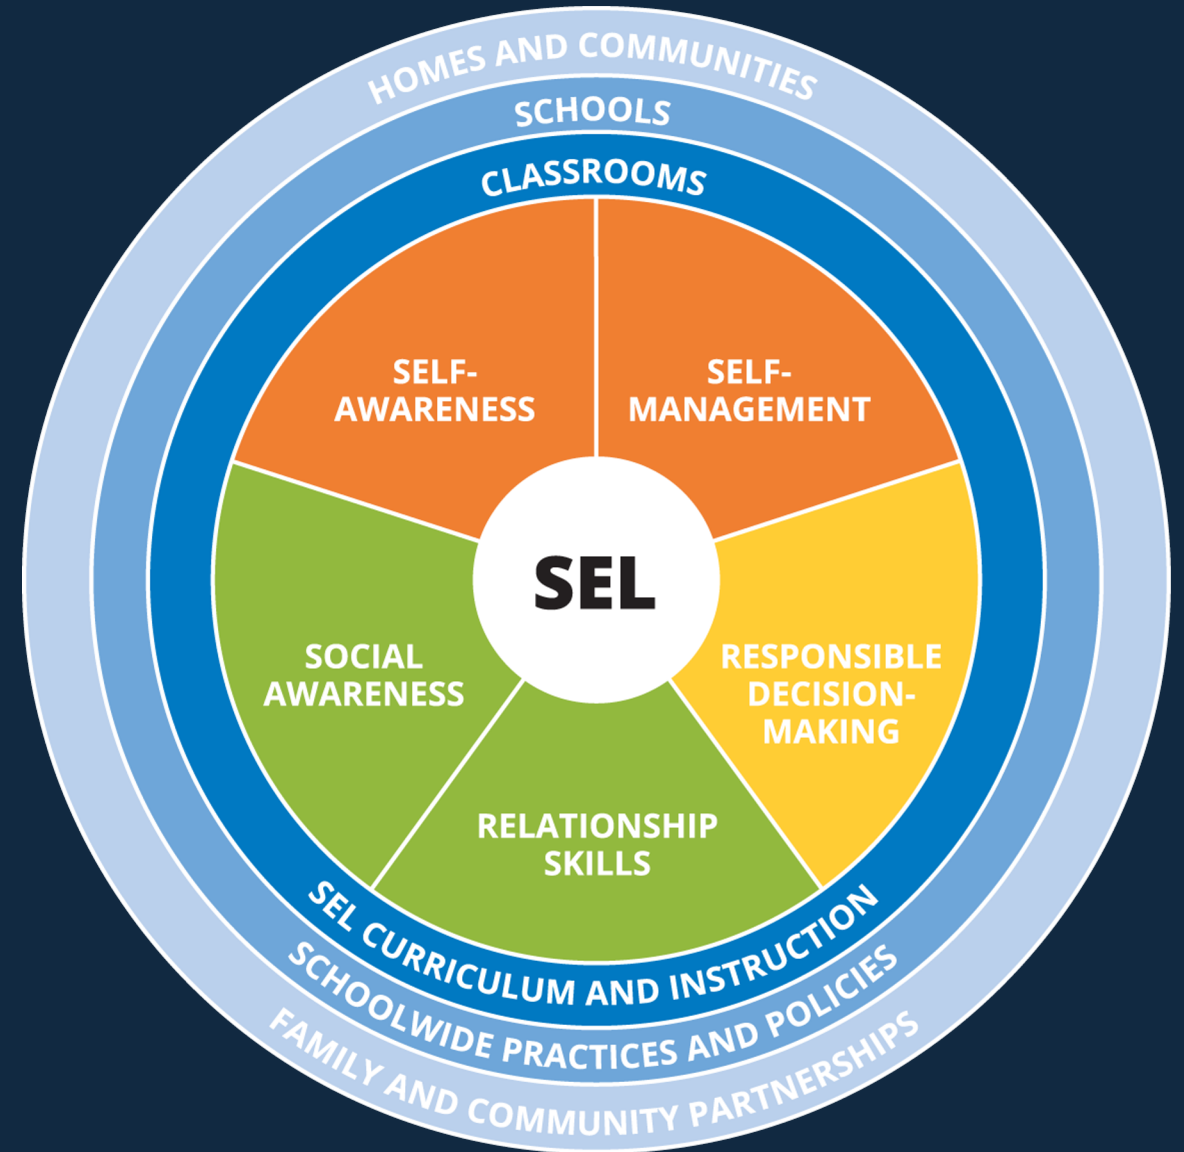 HOMES AND COMMUNITIES
SCHOOLS
CLASSROOMS
SELF-
AWARENESS
SELF-
MANAGEMENT
SEL
SOCIAL
AWARENESS
RESPONSIBLE
DECISION-
MAKING
RELATIONSHIP
SKILLS
SEL CURRICULUM AND INSTRUCTION
SCHOOLWIDE PRACTICES AND POLICIES
FAMILY AND COMMUNITY PARTNERSHIPS